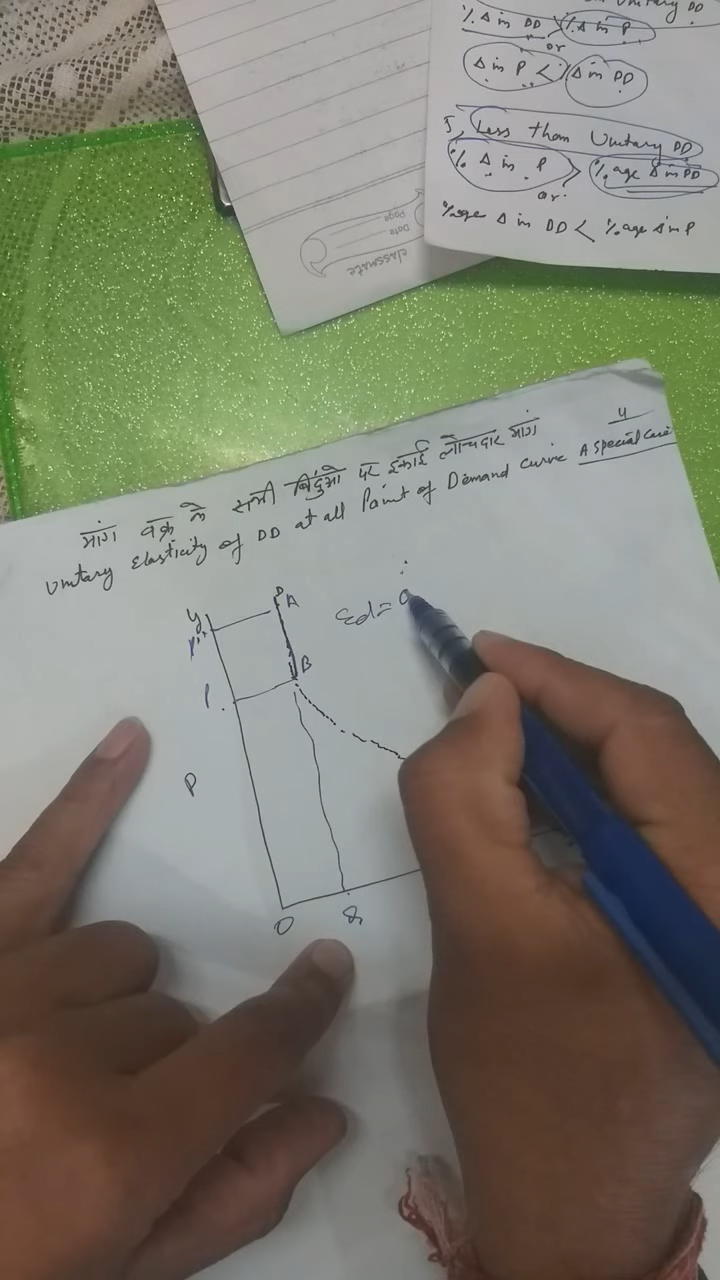 Unitary DD
% Δ in DD % Δ in P
or
Δ in P < Δ in DD
5, Less than Unitary DD
% Δ in P > %age Δ in DD
or
%age Δ in DD < %age Δ in P
classmate
Date
Page
4
मांग वक्र के सभी बिंदुओं पर इकाई लोचदार मांग
Unitary Elasticity of DD at all Point of Demand Curve A Special Case
y
D A
Ed = 0
P
B
P
O